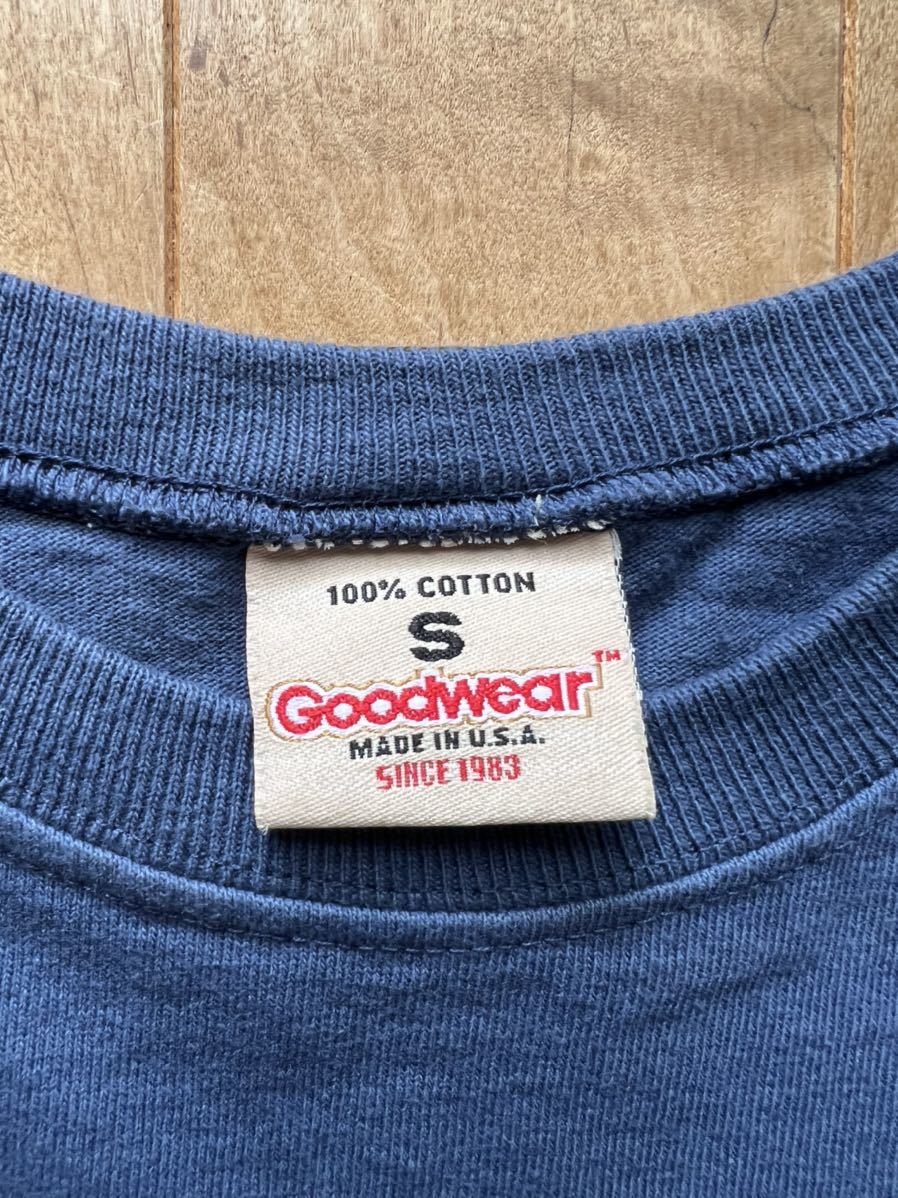 100% COTTON
S
Goodwear™
MADE IN U.S.A.
SINCE 1983